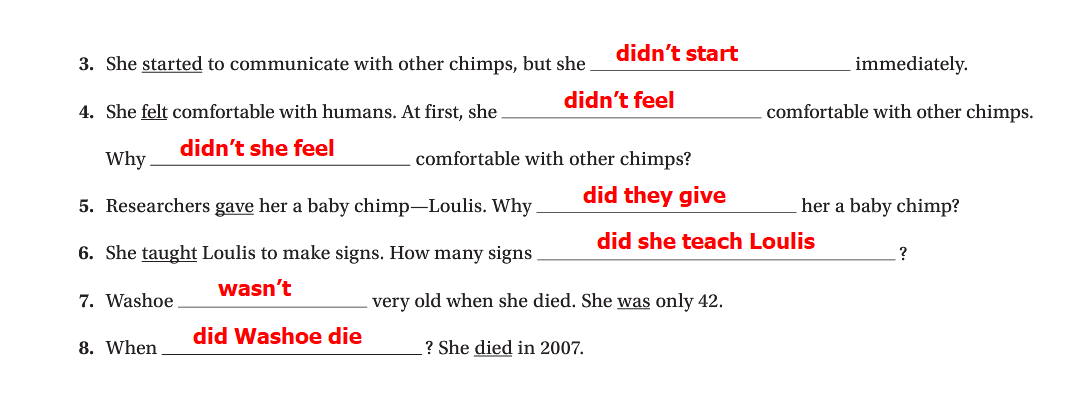 3. She started to communicate with other chimps, but she didn't start immediately.
4. She felt comfortable with humans. At first, she didn't feel comfortable with other chimps.
Why didn't she feel comfortable with other chimps?
5. Researchers gave her a baby chimp—Loulis. Why did they give her a baby chimp?
6. She taught Loulis to make signs. How many signs did she teach Loulis ?
7. Washoe wasn't very old when she died. She was only 42.
8. When did Washoe die ? She died in 2007.